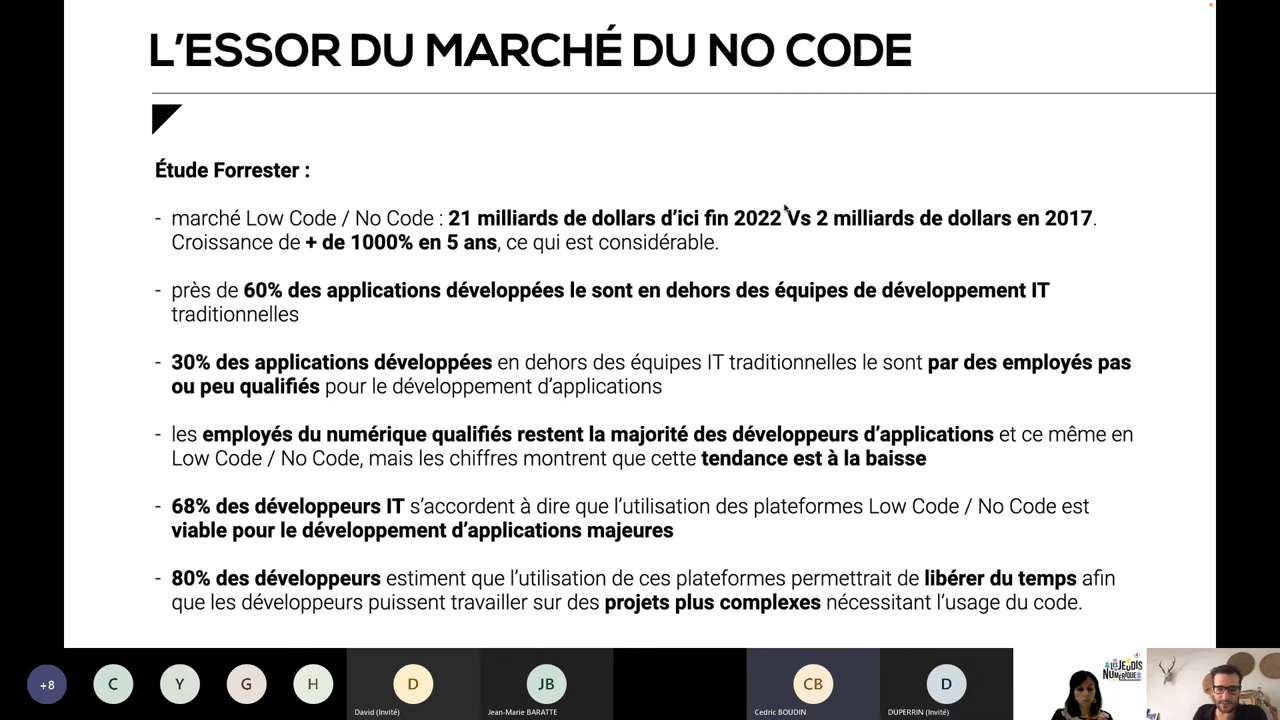 L’ESSOR DU MARCHÉ DU NO CODE
Étude Forrester :
- marché Low Code / No Code : 21 milliards de dollars d’ici fin 2022 Vs 2 milliards de dollars en 2017.
Croissance de + de 1000% en 5 ans, ce qui est considérable.
- près de 60% des applications développées le sont en dehors des équipes de développement IT
traditionnelles
- 30% des applications développées en dehors des équipes IT traditionnelles le sont par des employés pas
ou peu qualifiés pour le développement d’applications
- les employés du numérique qualifiés restent la majorité des développeurs d’applications et ce même en
Low Code / No Code, mais les chiffres montrent que cette tendance est à la baisse
- 68% des développeurs IT s’accordent à dire que l’utilisation des plateformes Low Code / No Code est
viable pour le développement d’applications majeures
- 80% des développeurs estiment que l’utilisation de ces plateformes permettrait de libérer du temps afin
que les développeurs puissent travailler sur des projets plus complexes nécessitant l’usage du code.
+8
C
Y
G
H
D
David (Invité)
JB
Jean-Marie BARATTE
CB
Cedric BOUDIN
D
DUPERRIN (Invité)
LES JEUDIS
NUMÉRIQUE